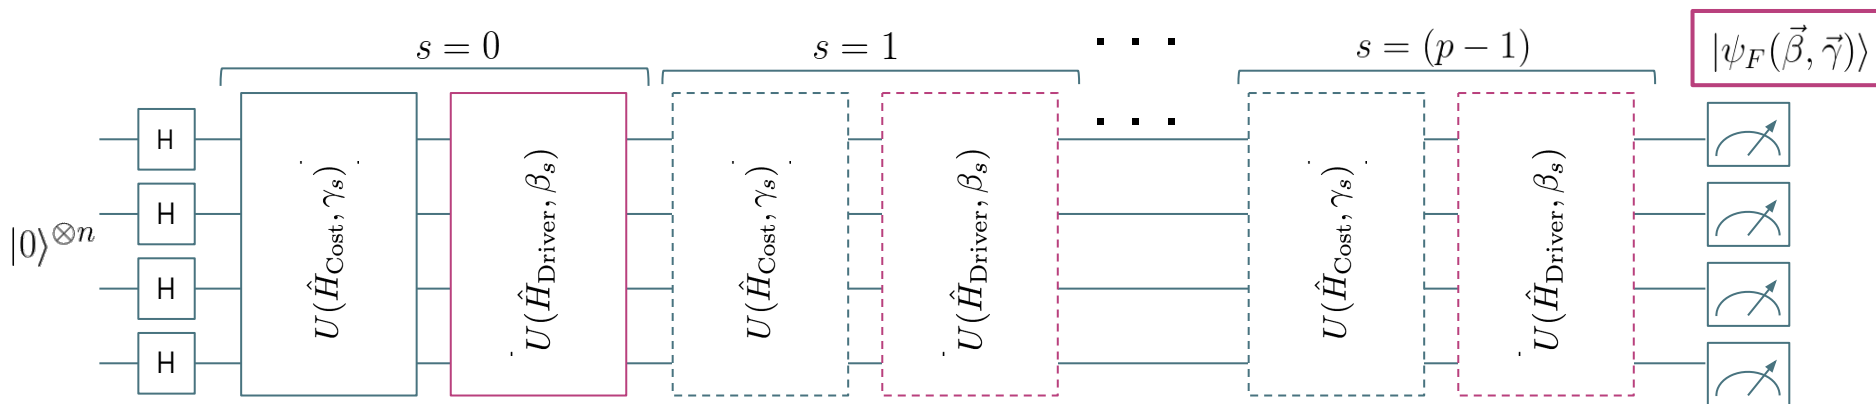 s = 0
s = 1
. . .
s = (p − 1)
|ψ_F(β⃗, γ⃗)⟩
. . .
|0⟩^{⊗n}
H
H
H
H
U(Ĥ_Cost, γ_s)
U(Ĥ_Driver, β_s)
U(Ĥ_Cost, γ_s)
U(Ĥ_Driver, β_s)
U(Ĥ_Cost, γ_s)
U(Ĥ_Driver, β_s)